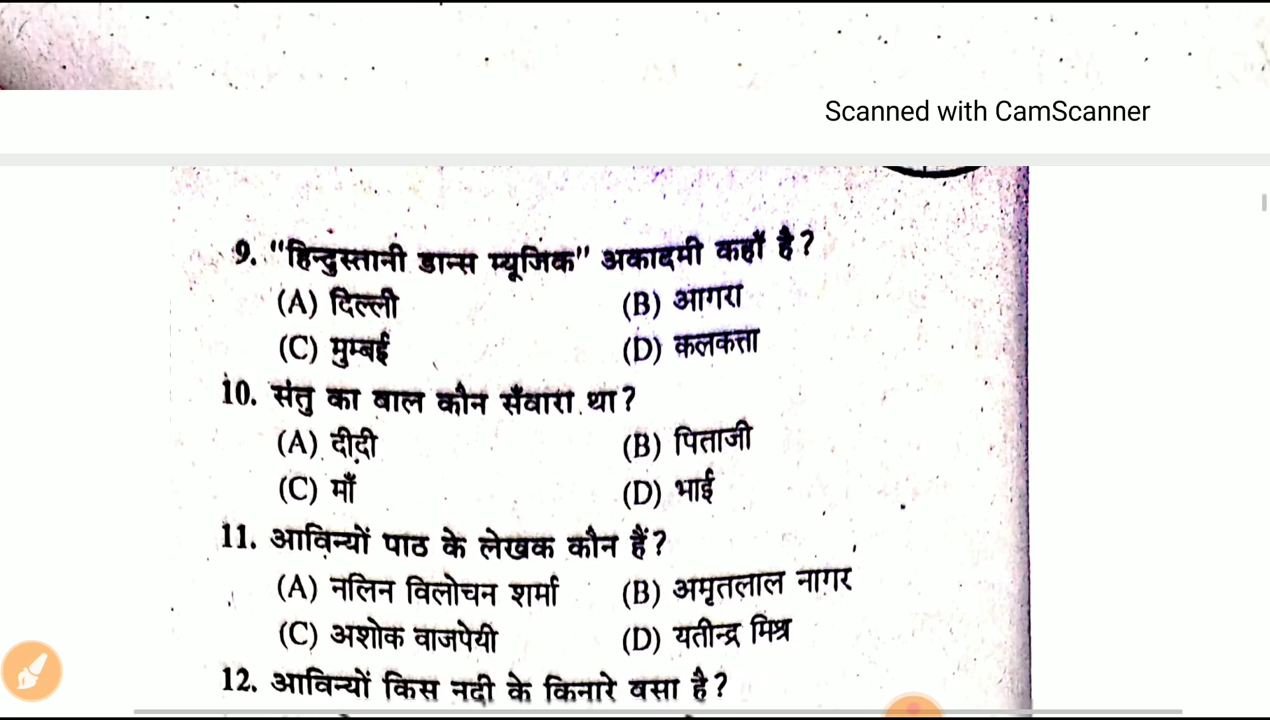 Scanned with CamScanner
9. "हिन्दुस्तानी डान्स म्यूजिक" अकादमी कहाँ है?
(A) दिल्ली (B) आगरा
(C) मुम्बई (D) कलकत्ता
10. संतु का बाल कौन सँवारा था?
(A) दीदी (B) पिताजी
(C) माँ (D) भाई
11. आविन्यों पाठ के लेखक कौन हैं?
(A) नलिन विलोचन शर्मा (B) अमृतलाल नागर
(C) अशोक वाजपेयी (D) यतीन्द्र मिश्र
12. आविन्यों किस नदी के किनारे बसा है?